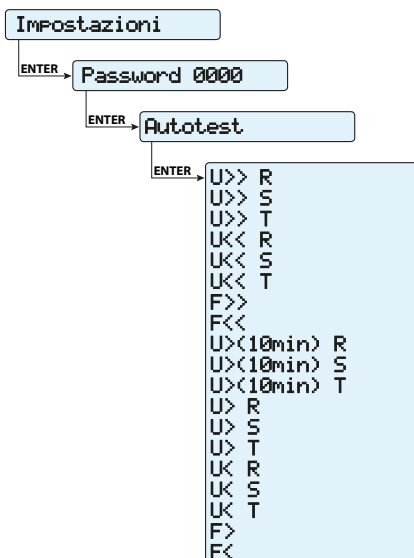 Impostazioni
ENTER
Password 0000
ENTER
Autotest
ENTER
U>> R
U>> S
U>> T
U<< R
U<< S
U<< T
F>>
F<<
U>(10min) R
U>(10min) S
U>(10min) T
U> R
U> S
U> T
U< R
U< S
U< T
F>
F<